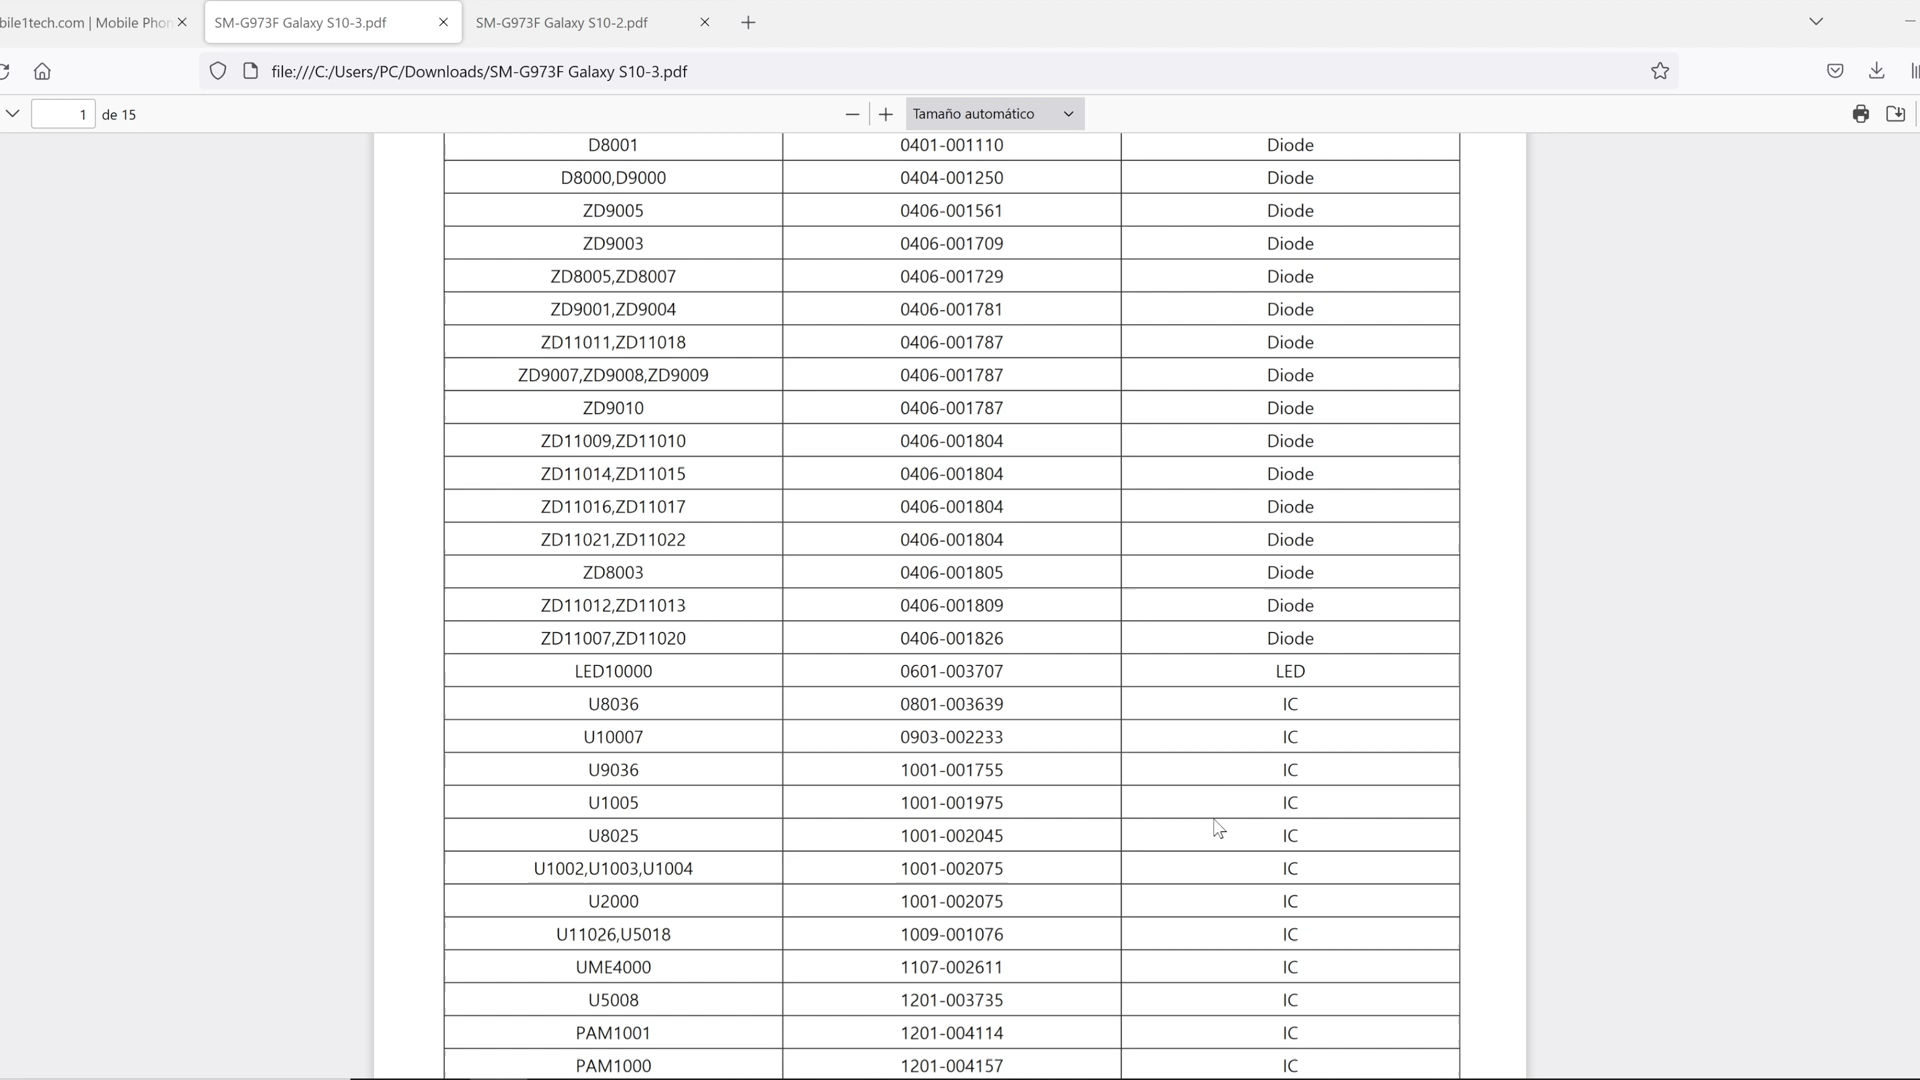 bile1tech.com | Mobile Phon
SM-G973F Galaxy S10-3.pdf
SM-G973F Galaxy S10-2.pdf
file:///C:/Users/PC/Downloads/SM-G973F Galaxy S10-3.pdf
1 de 15
Tamaño automático
D8001 0401-001110 Diode
D8000,D9000 0404-001250 Diode
ZD9005 0406-001561 Diode
ZD9003 0406-001709 Diode
ZD8005,ZD8007 0406-001729 Diode
ZD9001,ZD9004 0406-001781 Diode
ZD11011,ZD11018 0406-001787 Diode
ZD9007,ZD9008,ZD9009 0406-001787 Diode
ZD9010 0406-001787 Diode
ZD11009,ZD11010 0406-001804 Diode
ZD11014,ZD11015 0406-001804 Diode
ZD11016,ZD11017 0406-001804 Diode
ZD11021,ZD11022 0406-001804 Diode
ZD8003 0406-001805 Diode
ZD11012,ZD11013 0406-001809 Diode
ZD11007,ZD11020 0406-001826 Diode
LED10000 0601-003707 LED
U8036 0801-003639 IC
U10007 0903-002233 IC
U9036 1001-001755 IC
U1005 1001-001975 IC
U8025 1001-002045 IC
U1002,U1003,U1004 1001-002075 IC
U2000 1001-002075 IC
U11026,U5018 1009-001076 IC
UME4000 1107-002611 IC
U5008 1201-003735 IC
PAM1001 1201-004114 IC
PAM1000 1201-004157 IC